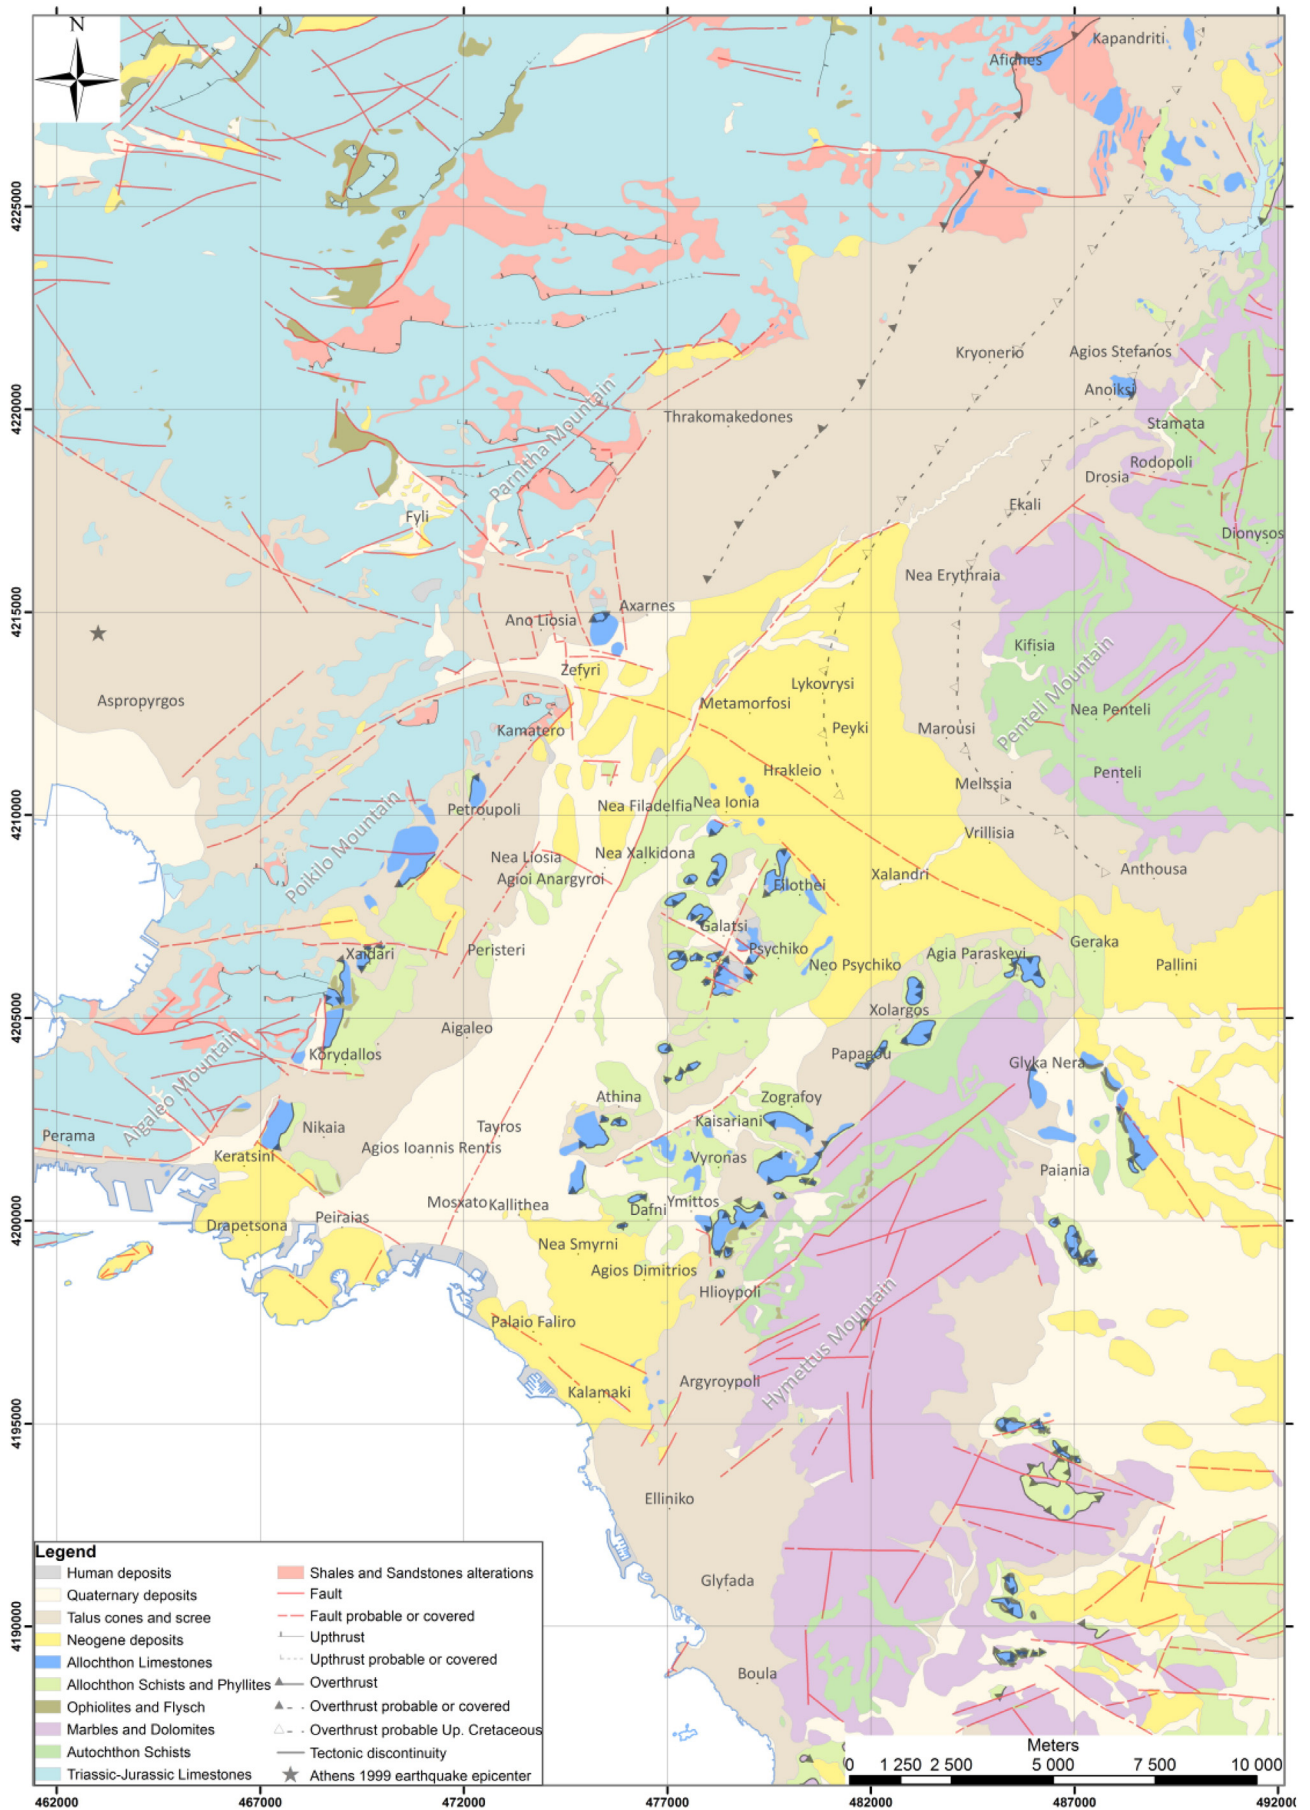 N
Kapandriti
Afidnes
4225000
Kryonerio
Agios Stefanos
Anoiksi
4220000
Thrakomakedones
Stamata
Parnitha Mountain
Rodopoli
Drosia
Ekali
Fyli
Dionysos
Nea Erythraia
4215000
Axarnes
Ano Liosia
Kifisia
Zefyri
Lykovrysi
Penteli Mountain
Aspropyrgos
Metamorfosi
Nea Penteli
Kamatero
Peyki
Marousi
Hrakleio
Penteli
Melissia
Petroupoli
Nea Filadelfia
Nea Ionia
4210000
Vrilissia
Poikilo Mountain
Nea Liosia
Nea Xalkidona
Agioi Anargyroi
Xalandri
Anthousa
Filothei
Galatsi
Xaidari
Peristeri
Psychiko
Agia Paraskevi
Geraka
Neo Psychiko
Pallini
4205000
Xolargos
Aigaleo
Korydallos
Papagou
Glyka Nera
Aigaleo Mountain
Athina
Zografoy
Perama
Nikaia
Tayros
Kaisariani
Agios Ioannis Rentis
Keratsini
Vyronas
Paiania
Mosxato
Kallithea
Ymittos
Dafni
4200000
Drapetsona
Peiraias
Nea Smyrni
Agios Dimitrios
Hlioypoli
Palaio Faliro
Hymettus Mountain
Argyroypoli
Kalamaki
4195000
Elliniko
Glyfada
4190000
Boula
Legend
Human deposits
Quaternary deposits
Talus cones and scree
Neogene deposits
Allochthon Limestones
Allochthon Schists and Phyllites
Ophiolites and Flysch
Marbles and Dolomites
Autochthon Schists
Triassic-Jurassic Limestones
Shales and Sandstones alterations
Fault
Fault probable or covered
Upthrust
Upthrust probable or covered
Overthrust
Overthrust probable or covered
Overthrust probable Up. Cretaceous
Tectonic discontinuity
Athens 1999 earthquake epicenter
Meters
0 1 250 2 500 5 000 7 500 10 000
462000 467000 472000 477000 482000 487000 492000